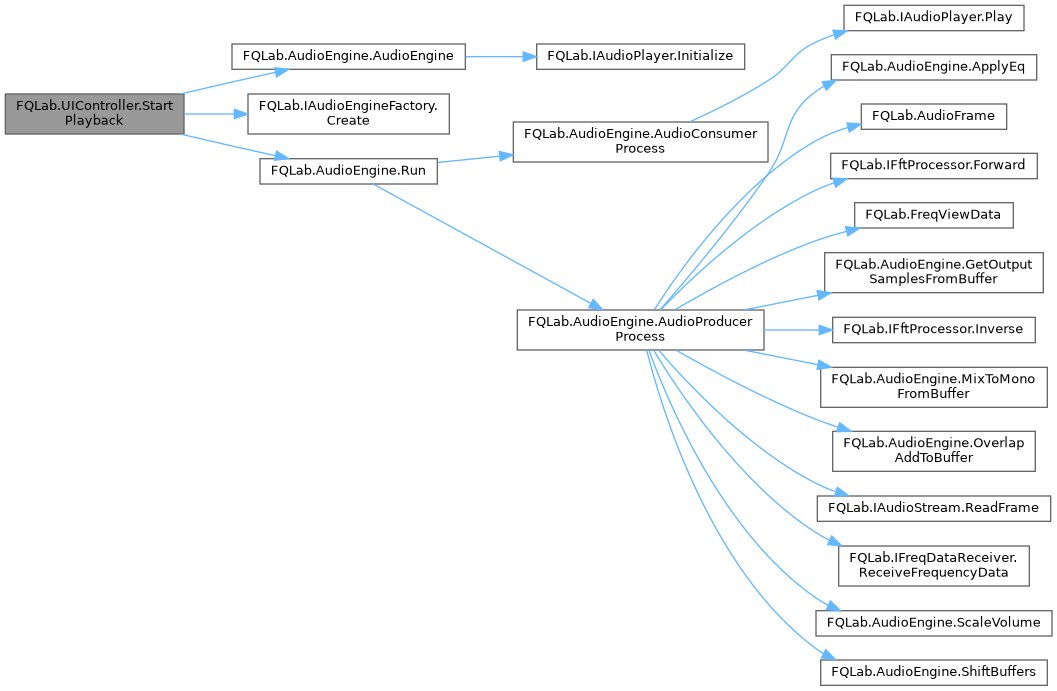 FQLab.UIController.Start
Playback
FQLab.AudioEngine.AudioEngine
FQLab.IAudioEngineFactory.
Create
FQLab.AudioEngine.Run
FQLab.IAudioPlayer.Initialize
FQLab.AudioEngine.AudioConsumer
Process
FQLab.AudioEngine.AudioProducer
Process
FQLab.IAudioPlayer.Play
FQLab.AudioEngine.ApplyEq
FQLab.AudioFrame
FQLab.IFftProcessor.Forward
FQLab.FreqViewData
FQLab.AudioEngine.GetOutput
SamplesFromBuffer
FQLab.IFftProcessor.Inverse
FQLab.AudioEngine.MixToMono
FromBuffer
FQLab.AudioEngine.Overlap
AddToBuffer
FQLab.IAudioStream.ReadFrame
FQLab.IFreqDataReceiver.
ReceiveFrequencyData
FQLab.AudioEngine.ScaleVolume
FQLab.AudioEngine.ShiftBuffers